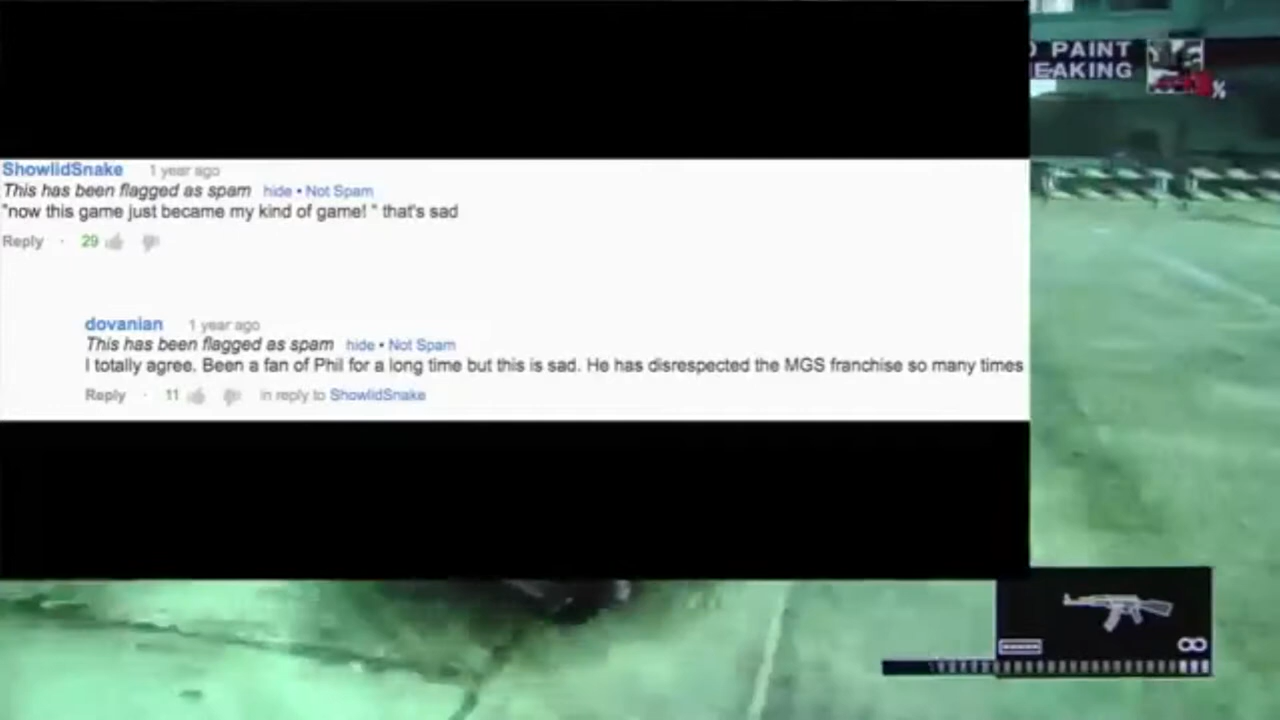 PAINT
EAKING
%
ShowlidSnake 1 year ago
This has been flagged as spam hide • Not Spam
"now this game just became my kind of game! " that's sad
Reply · 29
dovanian 1 year ago
This has been flagged as spam hide • Not Spam
I totally agree. Been a fan of Phil for a long time but this is sad. He has disrespected the MGS franchise so many times
Reply · 11 in reply to ShowlidSnake
∞